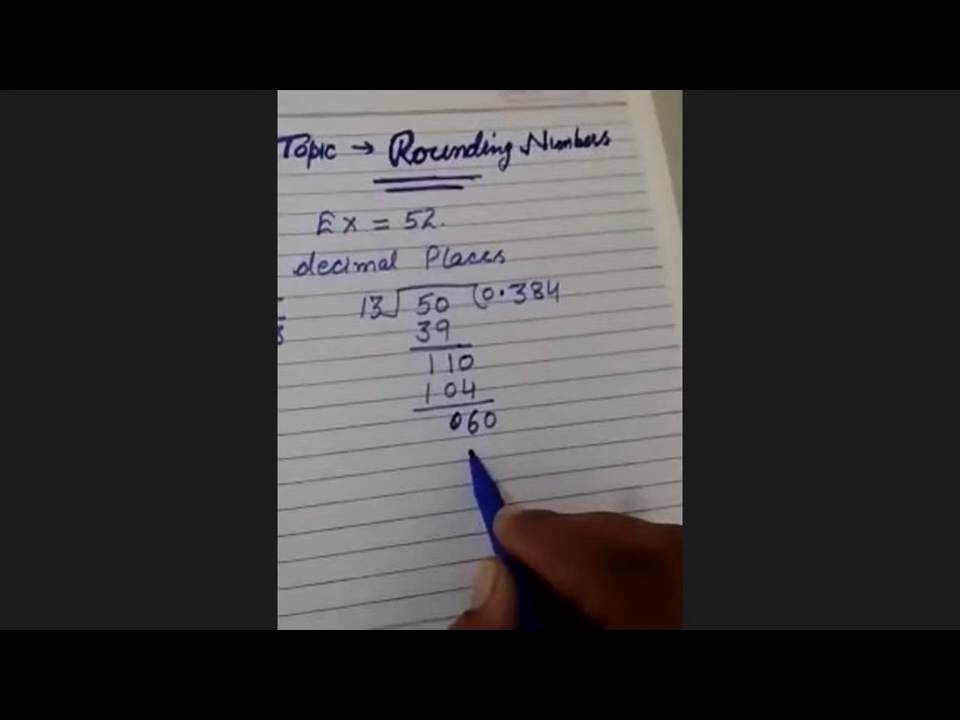 Topic → Rounding Numbers
Ex = 52.
decimal Places
13 50 0.384
39
110
104
060